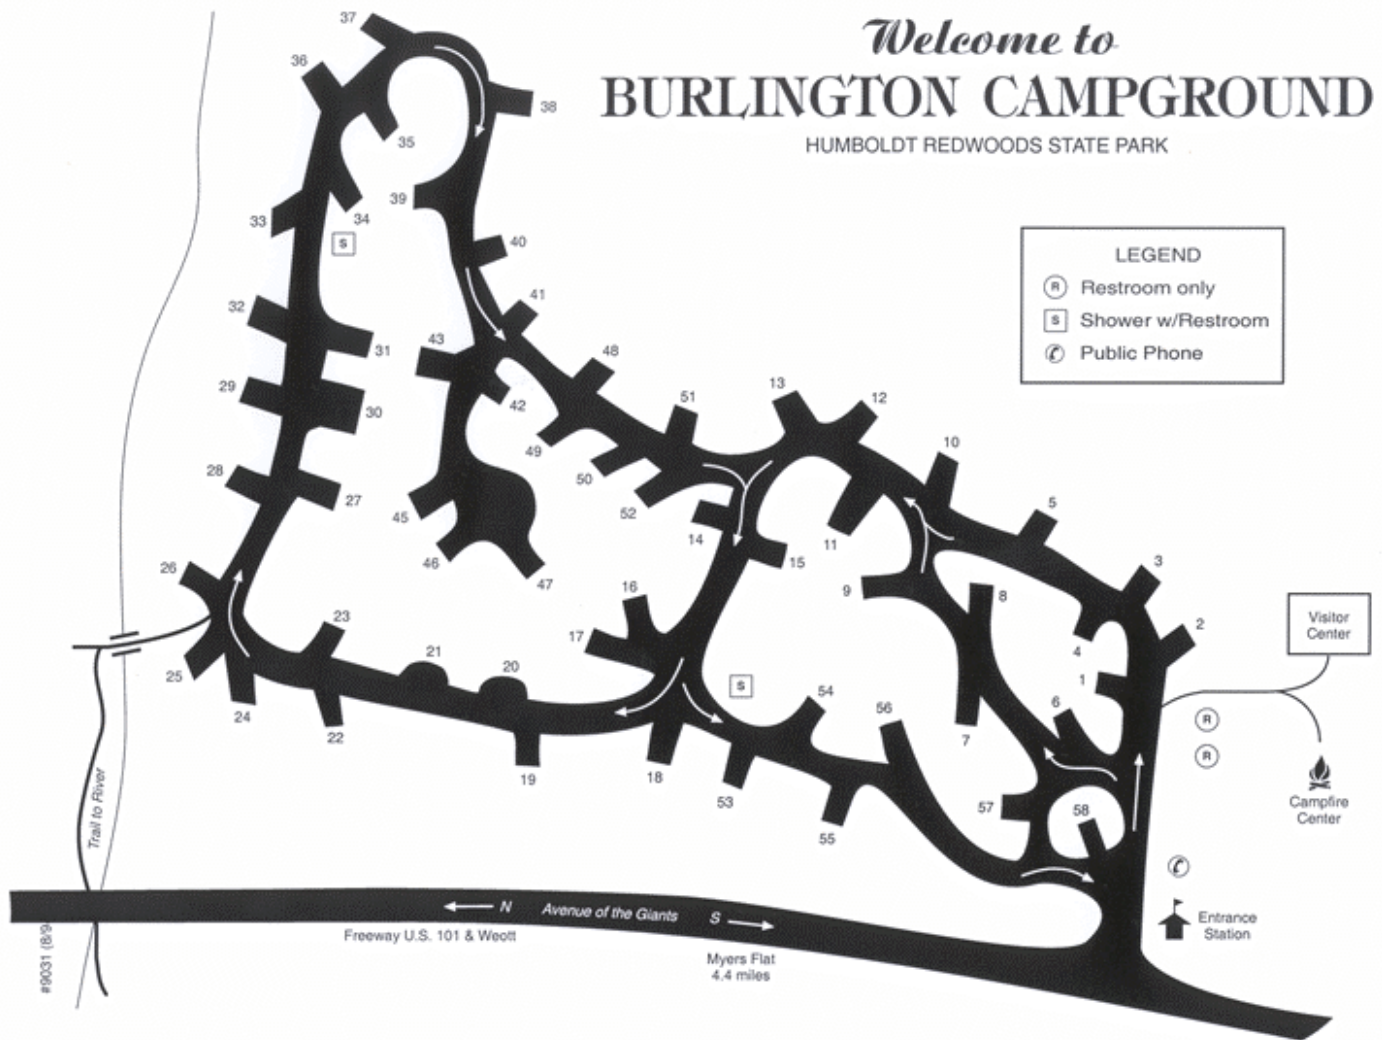 Welcome to
BURLINGTON CAMPGROUND
HUMBOLDT REDWOODS STATE PARK
LEGEND
R Restroom only
S Shower w/Restroom
Public Phone
37
36
38
35
39
34
33
S
40
41
32
43
31
48
29
42
30
51
13
12
49
10
28
50
27
52
5
45
14
11
46
15
3
26
47
16
9
8
2
23
17
4
Visitor
Center
21
20
25
1
S
54
6
24
56
22
7
R
R
19
18
53
57
58
55
Campfire
Center
Trail to River
N Avenue of the Giants S
Freeway U.S. 101 & Weott
Myers Flat
4.4 miles
Entrance
Station
#9031 (8/9